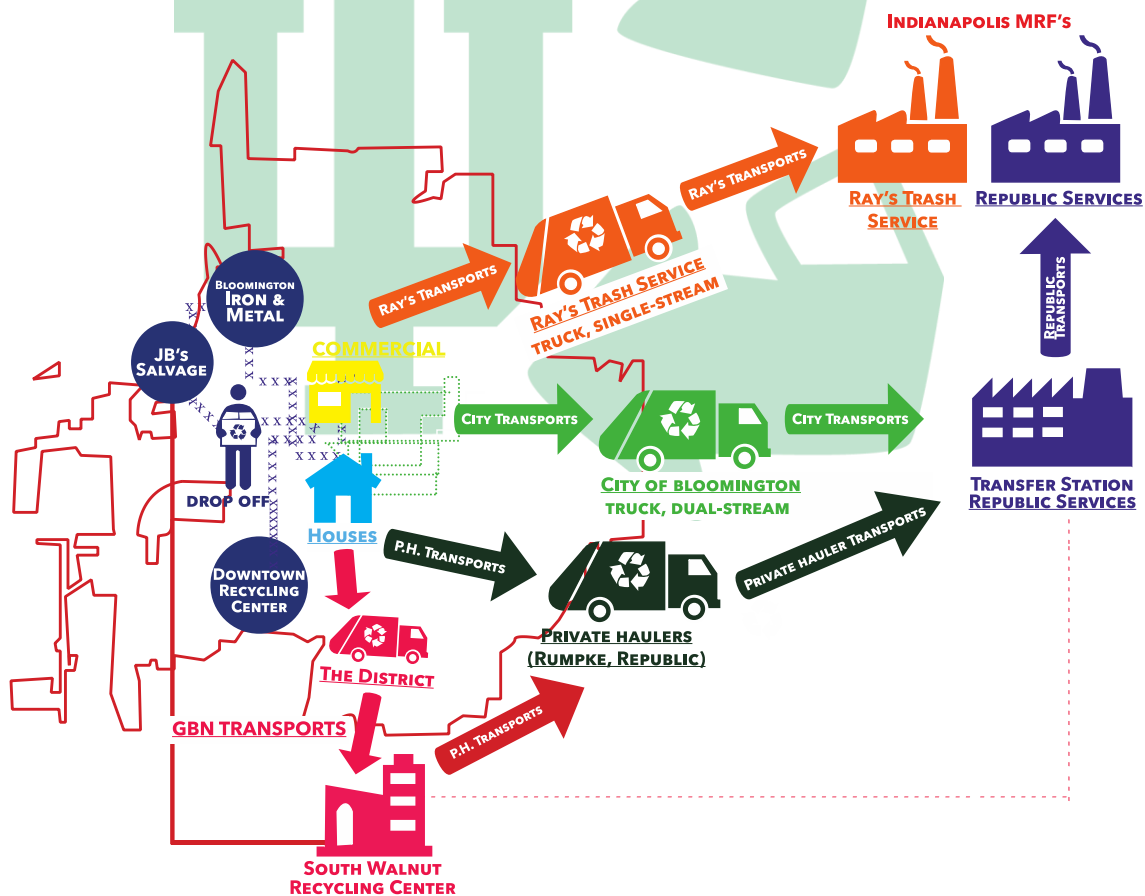 INDIANAPOLIS MRF'S
RAY'S TRANSPORTS
RAY'S TRASH
SERVICE
REPUBLIC SERVICES
BLOOMINGTON
IRON &
METAL
RAY'S TRANSPORTS
RAY'S TRASH SERVICE
TRUCK, SINGLE-STREAM
REPUBLIC
TRANSPORTS
JB'S
SALVAGE
COMMERCIAL
CITY TRANSPORTS
CITY TRANSPORTS
DROP OFF
CITY OF BLOOMINGTON
TRUCK, DUAL-STREAM
TRANSFER STATION
REPUBLIC SERVICES
HOUSES
P.H. TRANSPORTS
PRIVATE HAULER TRANSPORTS
DOWNTOWN
RECYCLING
CENTER
PRIVATE HAULERS
(RUMPKE, REPUBLIC)
THE DISTRICT
GBN TRANSPORTS
P.H. TRANSPORTS
SOUTH WALNUT
RECYCLING CENTER